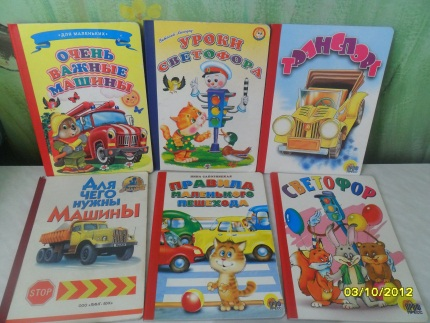 ДЛЯ МАЛЕНЬКИХ
ОЧЕНЬ
ВАЖНЫЕ
МАШИНЫ
УРОКИ
СВЕТОФОРА
ТРАНСПОРТ
Для
ЧЕГО
НУЖНЫ
МАШИНЫ
STOP
ПРАВИЛА
МАЛЕНЬКОГО
ПЕШЕХОДА
СВЕТОФОР
03/10/2012